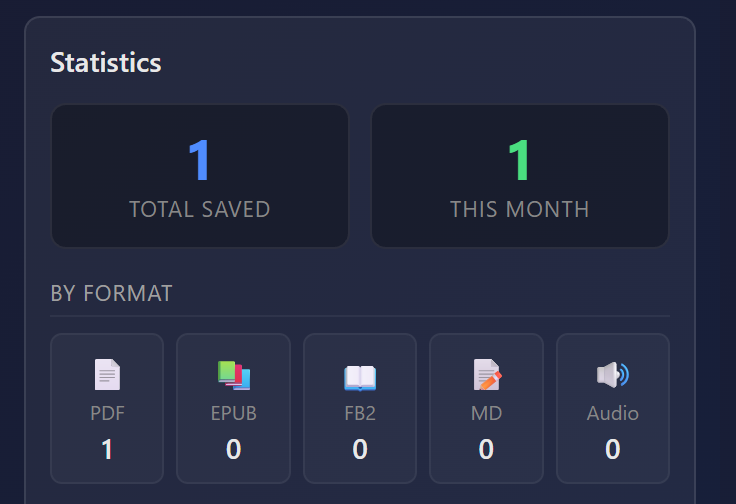 Statistics
1 1
TOTAL SAVED THIS MONTH
BY FORMAT
PDF EPUB FB2 MD Audio
1 0 0 0 0